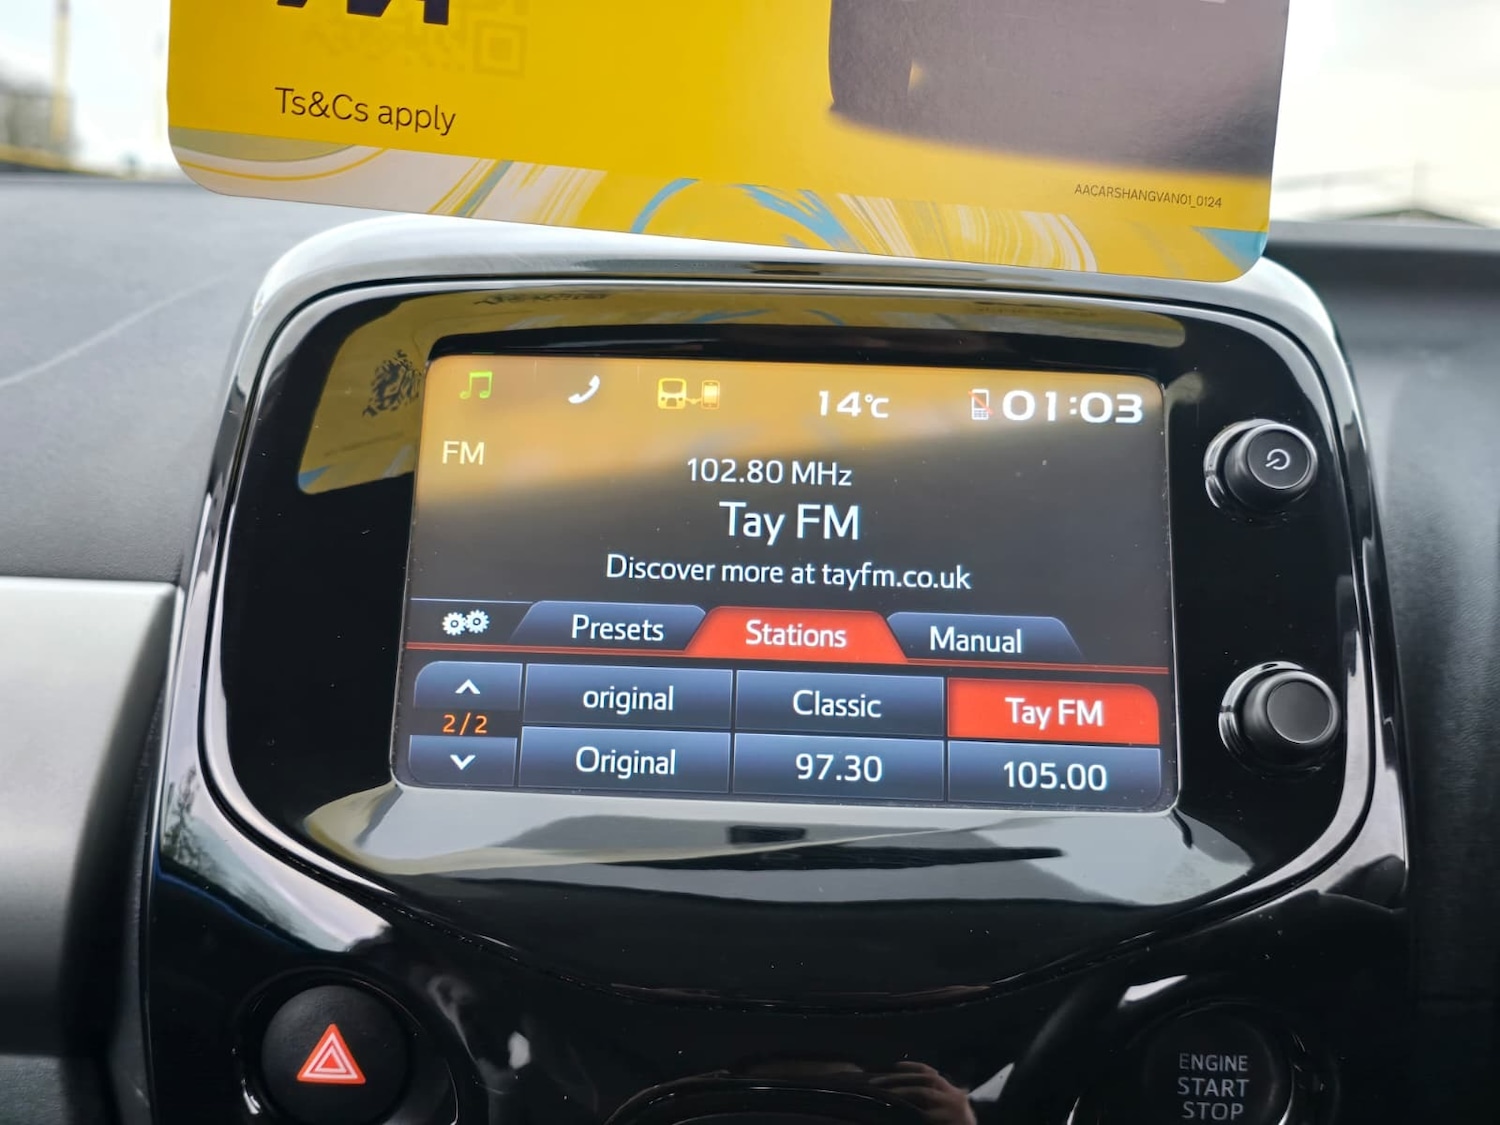 AA
Ts&Cs apply
AACARSHANGVAN01_0124
14°C
01:03
FM
102.80 MHz
Tay FM
Discover more at tayfm.co.uk
Presets
Stations
Manual
original
Classic
Tay FM
2/2
Original
97.30
105.00
ENGINE
START
STOP